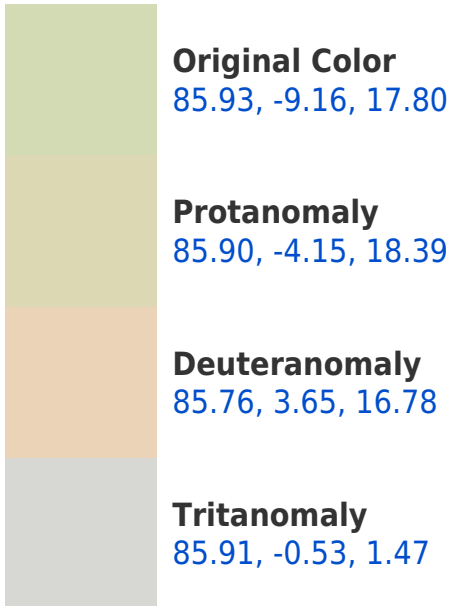 Original Color
85.93, -9.16, 17.80
Protanomaly
85.90, -4.15, 18.39
Deuteranomaly
85.76, 3.65, 16.78
Tritanomaly
85.91, -0.53, 1.47